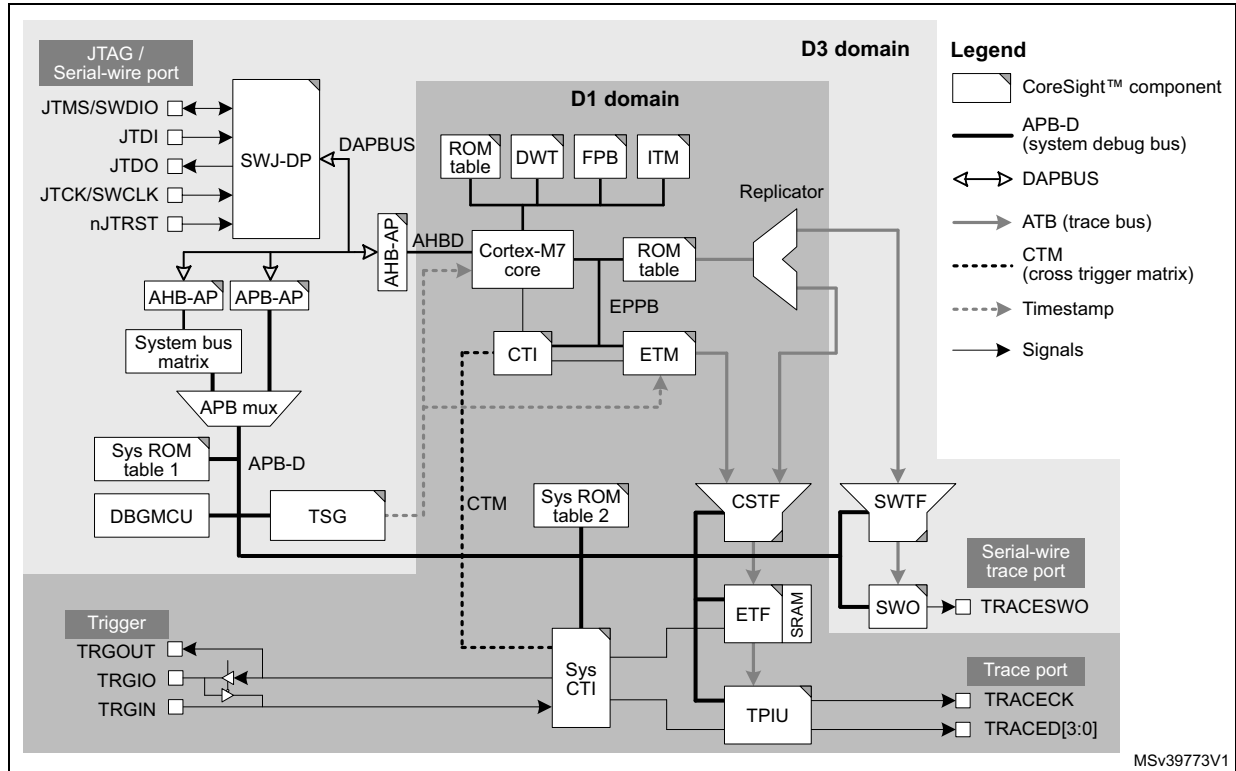 JTAG /
Serial-wire port
D3 domain
Legend
JTMS/SWDIO
JTDI
JTDO
JTCK/SWCLK
nJTRST
SWJ-DP
DAPBUS
D1 domain
CoreSight™ component
APB-D
(system debug bus)
DAPBUS
ATB (trace bus)
CTM
(cross trigger matrix)
Timestamp
Signals
ROM
table
DWT
FPB
ITM
Replicator
AHB-AP
AHBD
Cortex-M7
core
ROM
table
EPPB
AHB-AP
APB-AP
System bus
matrix
CTI
ETM
APB mux
Sys ROM
table 1
APB-D
DBGMCU
TSG
CTM
Sys ROM
table 2
CSTF
SWTF
Serial-wire
trace port
ETF
SRAM
SWO
TRACESWO
Trigger
TRGOUT
TRGIO
TRGIN
Sys
CTI
TPIU
Trace port
TRACECK
TRACED[3:0]
MSv39773V1